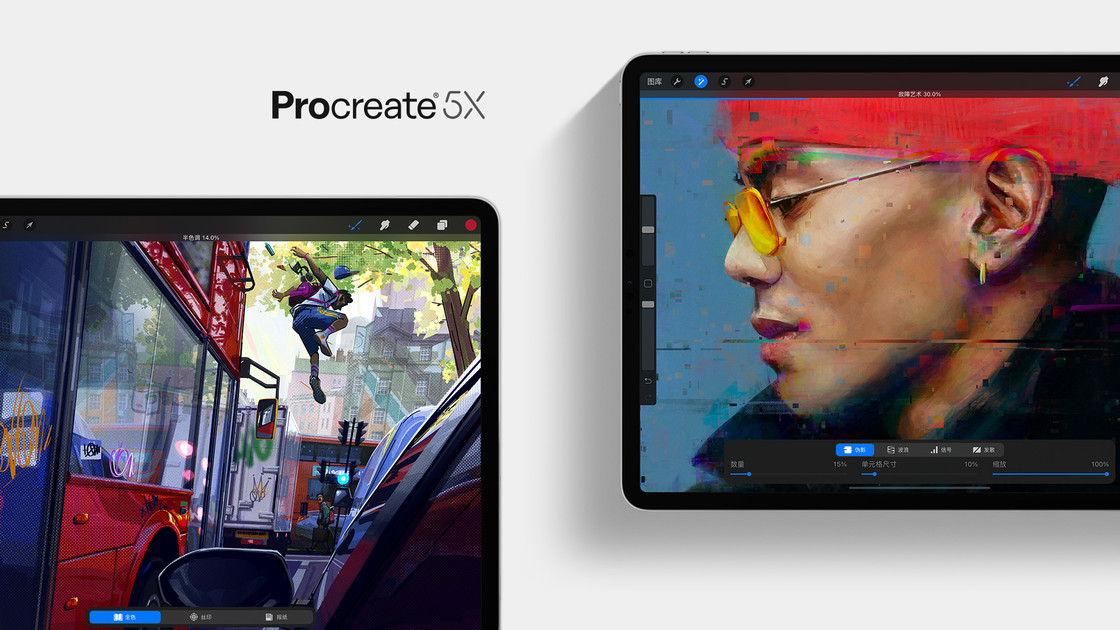 Procreate® 5X
半色调 14.0%
全色
丝印
报纸
图库
故障艺术 30.0%
伪影
波浪
信号
发散
数量 15%
单元格尺寸 10%
缩放 100%